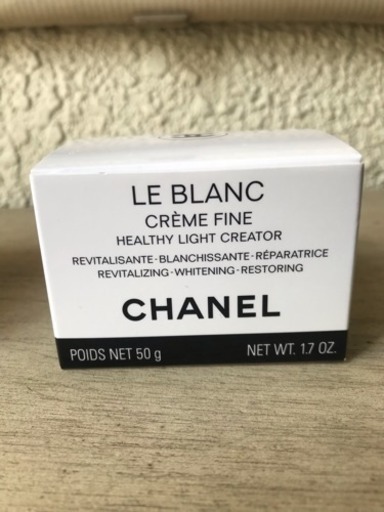 LE BLANC
CRÈME FINE
HEALTHY LIGHT CREATOR
REVITALISANTE·BLANCHISSANTE·RÉPARATRICE
REVITALIZING·WHITENING·RESTORING
CHANEL
POIDS NET 50 g NET WT. 1.7 OZ.